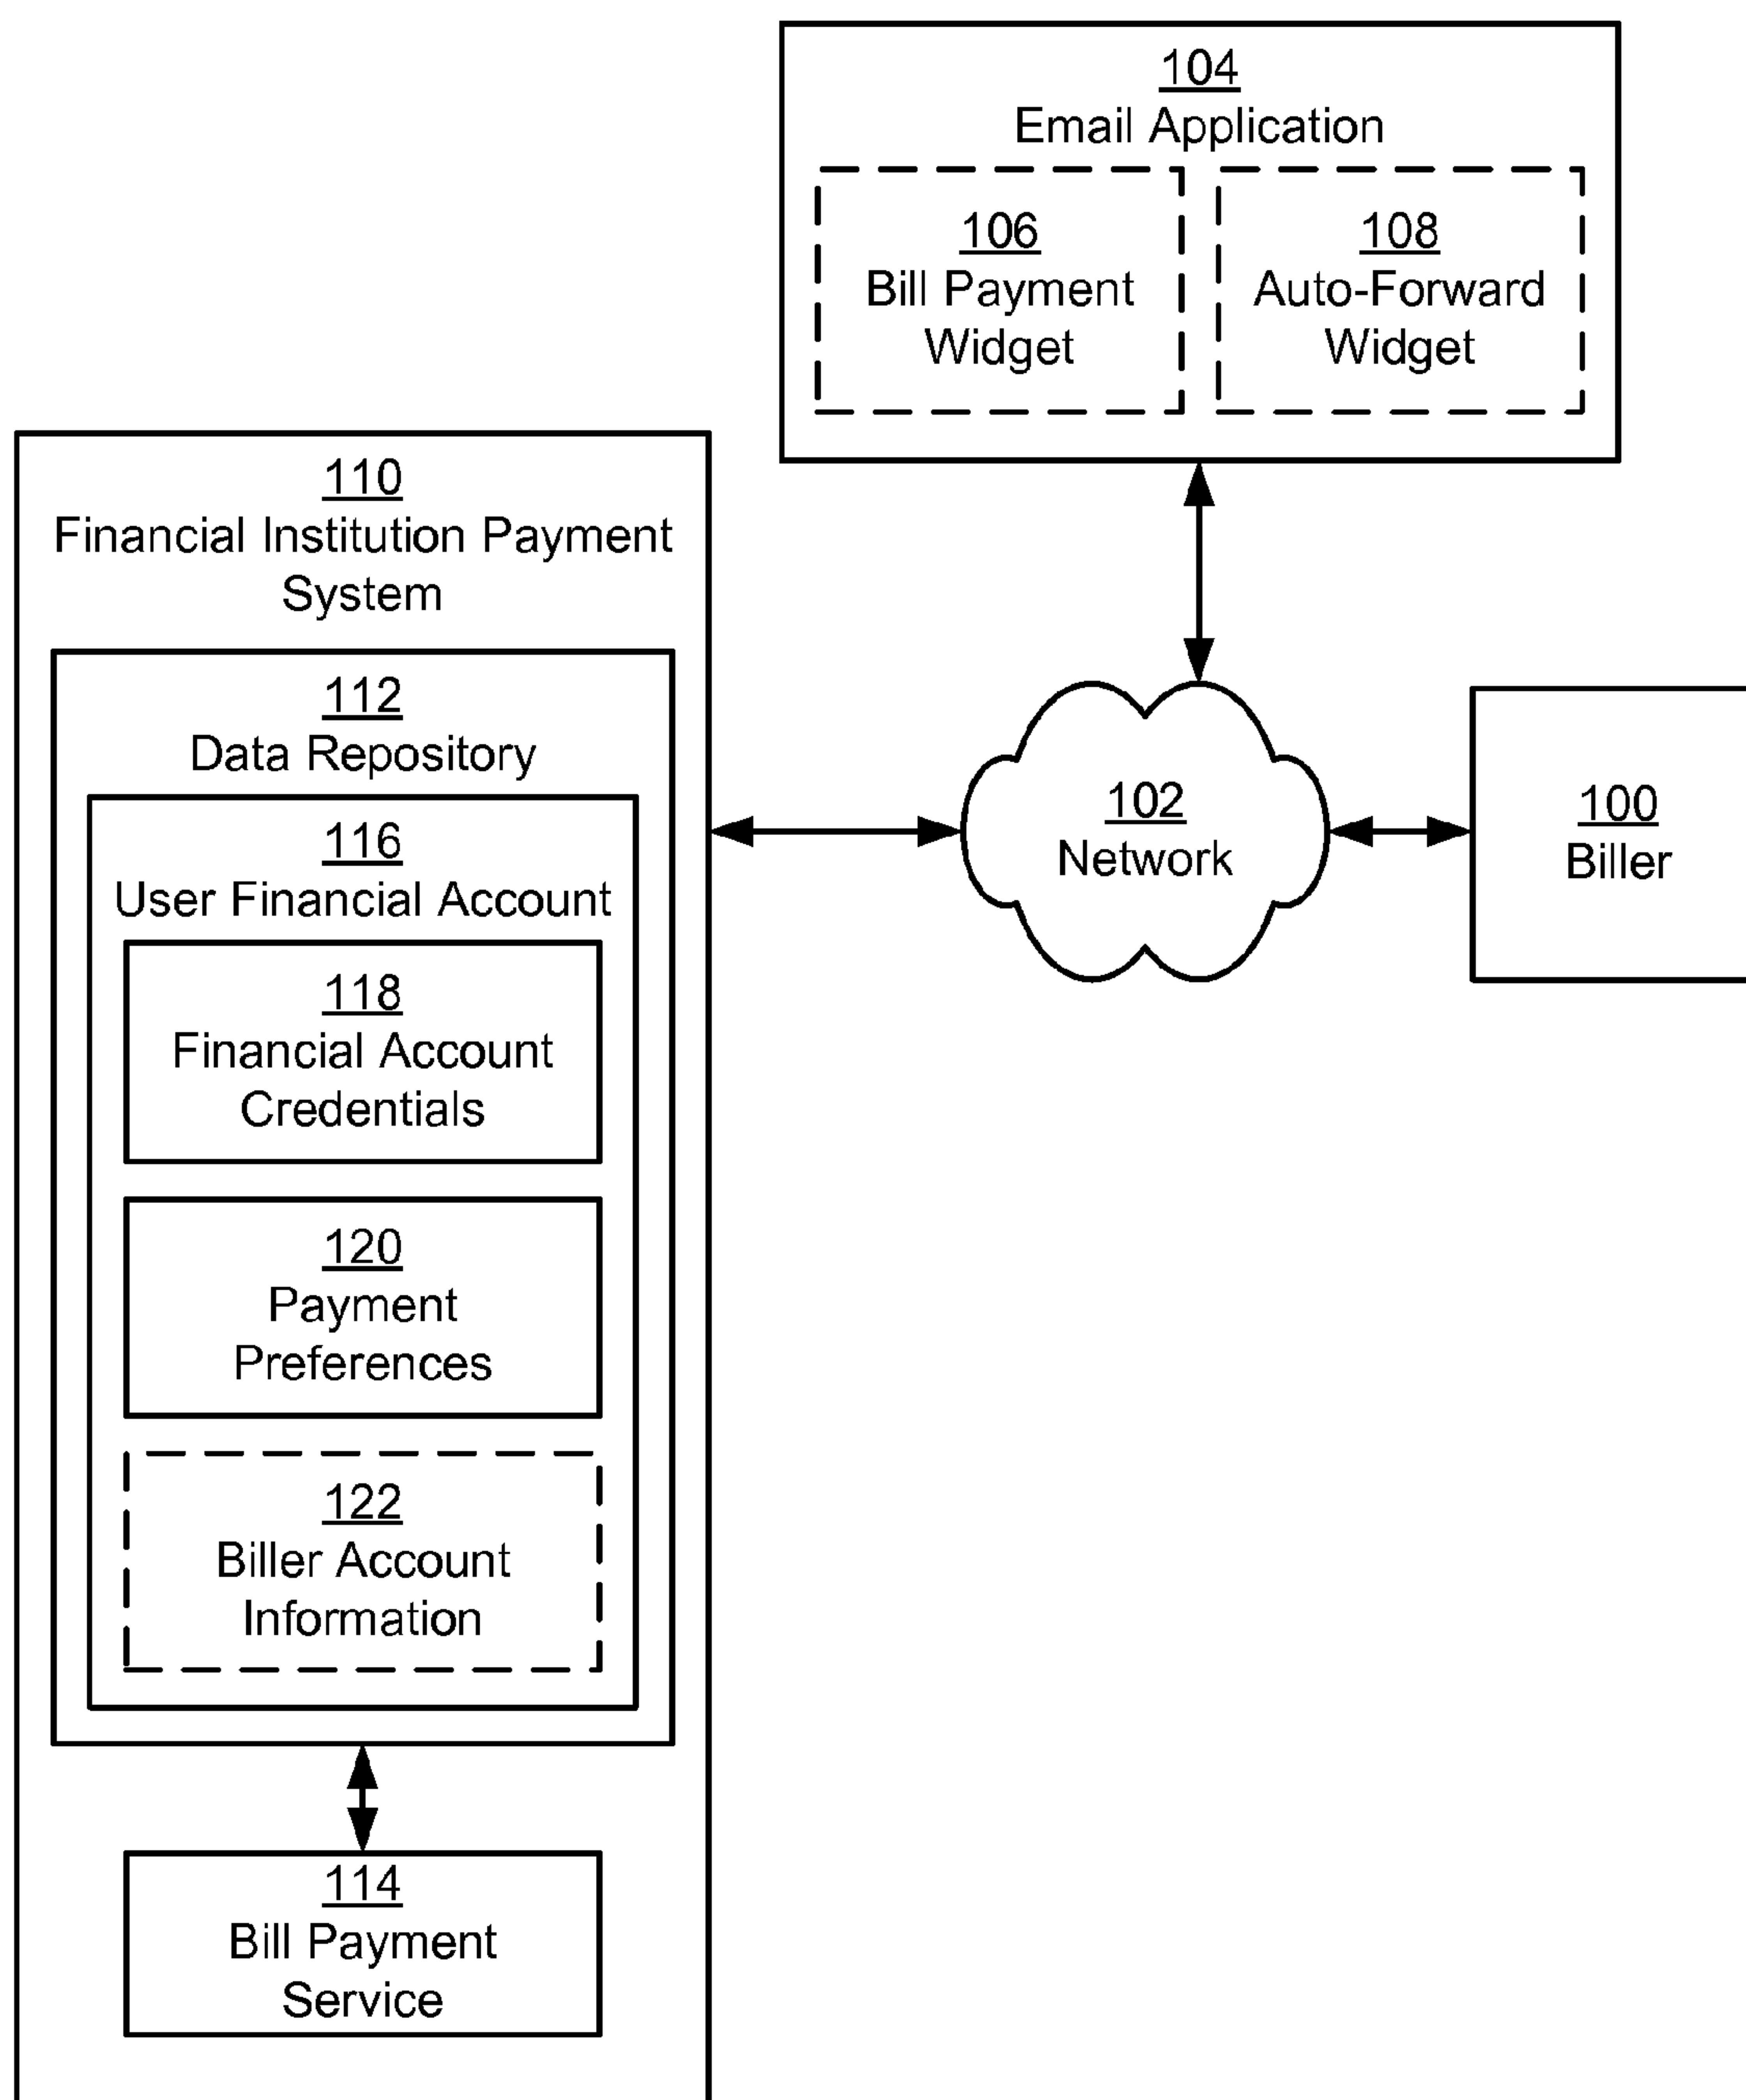 104
Email Application
106
Bill Payment
Widget
108
Auto-Forward
Widget
110
Financial Institution Payment
System
112
Data Repository
116
User Financial Account
118
Financial Account
Credentials
120
Payment
Preferences
122
Biller Account
Information
114
Bill Payment
Service
102
Network
100
Biller